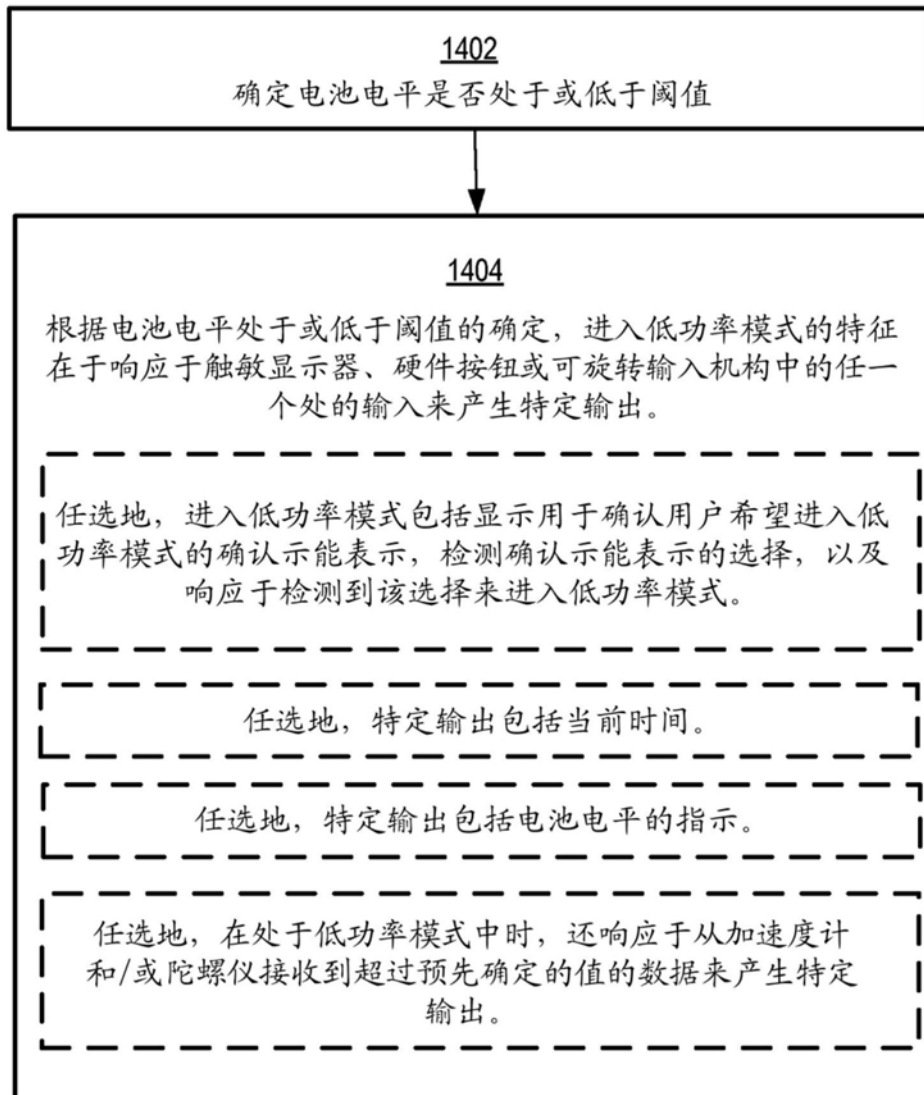 1402
确定电池电平是否处于或低于阈值
1404
根据电池电平处于或低于阈值的确定，进入低功率模式的特征
在于响应于触敏显示器、硬件按钮或可旋转输入机构中的任一
个处的输入来产生特定输出。
任选地，进入低功率模式包括显示用于确认用户希望进入低
功率模式的确认示能表示，检测确认示能表示的选择，以及
响应于检测到该选择来进入低功率模式。
任选地，特定输出包括当前时间。
任选地，特定输出包括电池电平的指示。
任选地，在处于低功率模式中时，还响应于从加速度计
和/或陀螺仪接收到超过预先确定的值的数据来产生特定
输出。